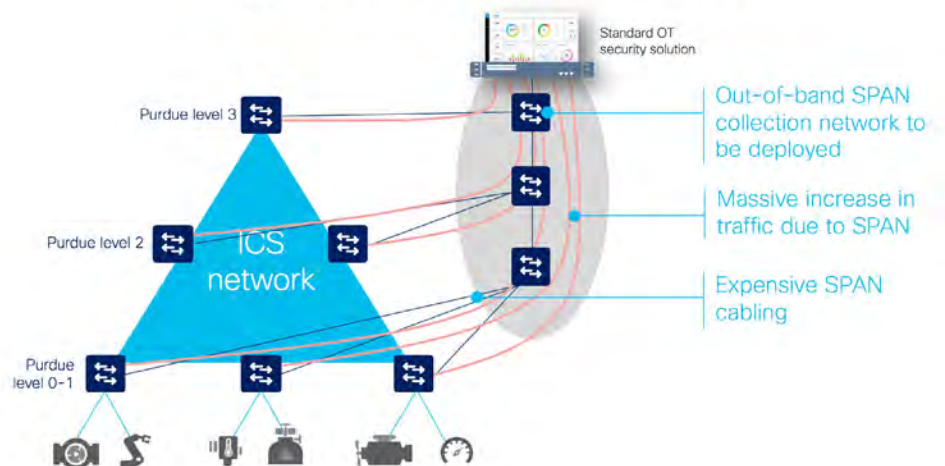 Standard OT
security solution
Purdue level 3
Out-of-band SPAN
collection network to
be deployed
Massive increase in
traffic due to SPAN
Purdue level 2
ICS
network
Expensive SPAN
cabling
Purdue
level 0-1